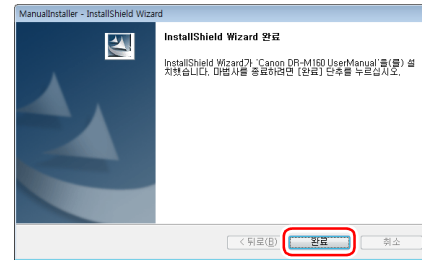 ManualInstaller - InstallShield Wizard
InstallShield Wizard 완료
InstallShield Wizard가 'Canon DR-M160 UserManual'을(를) 설
치했습니다. 마법사를 종료하려면 [완료] 단추를 누르십시오.
< 뒤로(B) 완료 취소